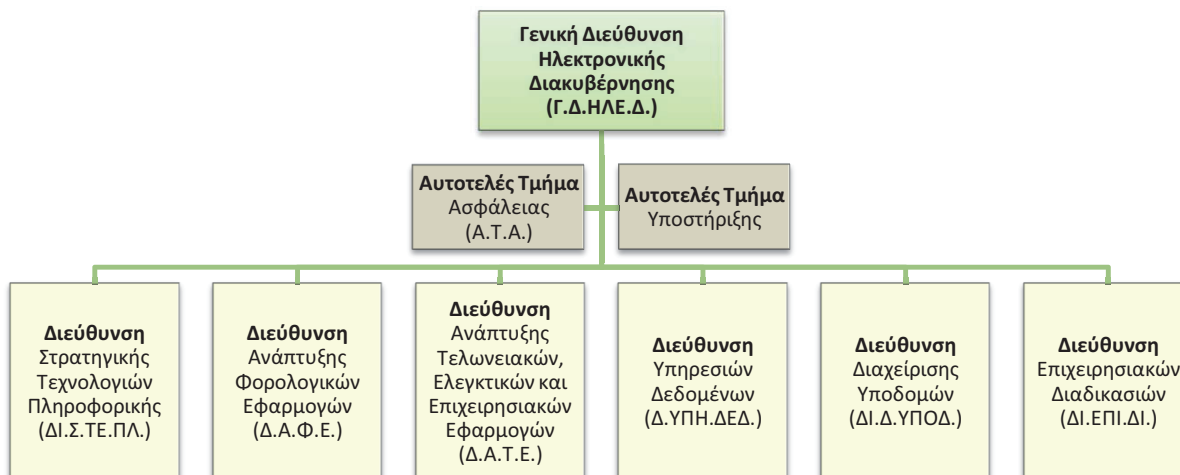 Γενική Διεύθυνση
Ηλεκτρονικής
Διακυβέρνησης
(Γ.Δ.ΗΛΕ.Δ.)
Αυτοτελές Τμήμα
Ασφάλειας
(Α.Τ.Α.)
Αυτοτελές Τμήμα
Υποστήριξης
Διεύθυνση
Στρατηγικής
Τεχνολογιών
Πληροφορικής
(ΔΙ.Σ.ΤΕ.ΠΛ.)
Διεύθυνση
Ανάπτυξης
Φορολογικών
Εφαρμογών
(Δ.Α.Φ.Ε.)
Διεύθυνση
Ανάπτυξης
Τελωνειακών,
Ελεγκτικών και
Επιχειρησιακών
Εφαρμογών
(Δ.Α.Τ.Ε.)
Διεύθυνση
Υπηρεσιών
Δεδομένων
(Δ.ΥΠΗ.ΔΕΔ.)
Διεύθυνση
Διαχείρισης
Υποδομών
(ΔΙ.Δ.ΥΠΟΔ.)
Διεύθυνση
Επιχειρησιακών
Διαδικασιών
(ΔΙ.ΕΠΙ.ΔΙ.)